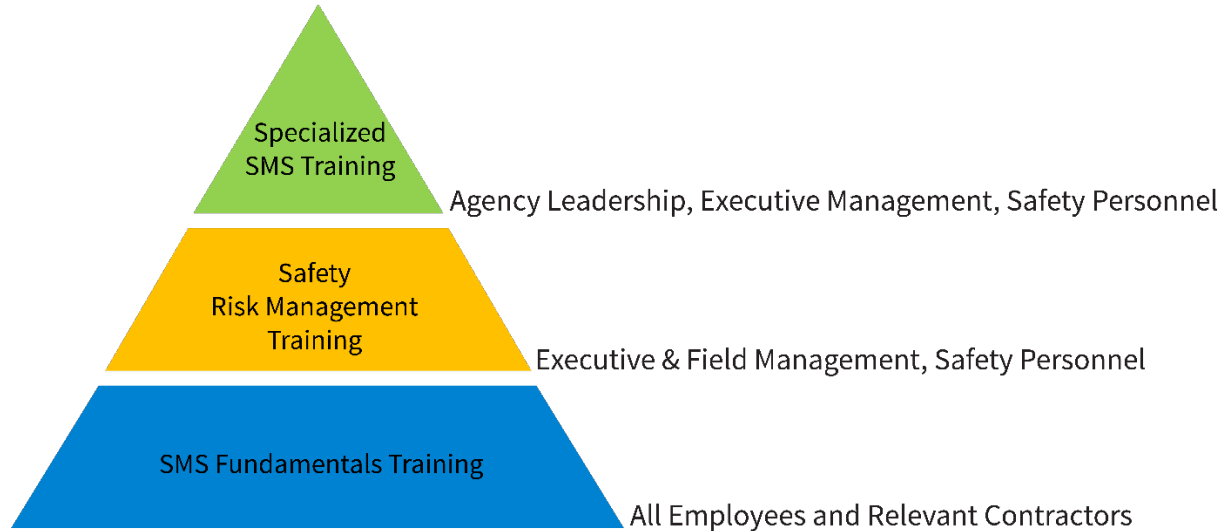 Specialized
SMS Training
Agency Leadership, Executive Management, Safety Personnel
Safety
Risk Management
Training
Executive & Field Management, Safety Personnel
SMS Fundamentals Training
All Employees and Relevant Contractors